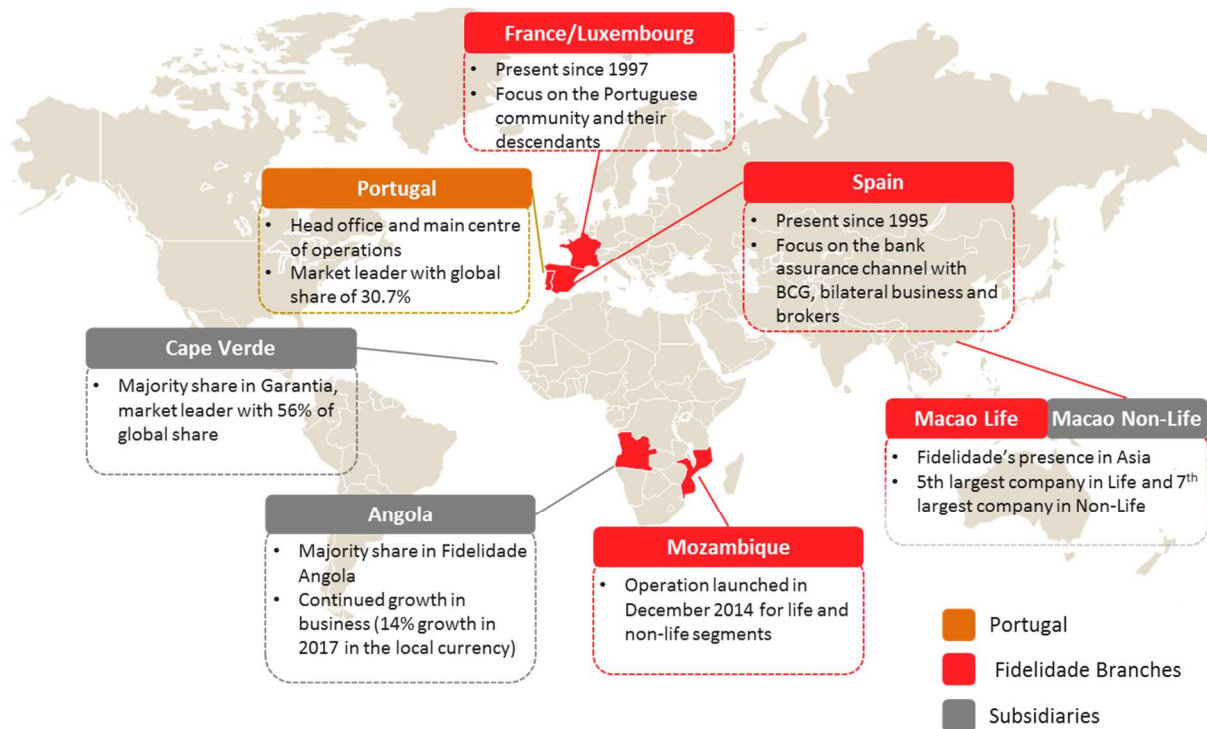 France/Luxembourg
• Present since 1997
• Focus on the Portuguese
community and their
descendants
Portugal
• Head office and main centre
of operations
• Market leader with global
share of 30.7%
Spain
• Present since 1995
• Focus on the bank
assurance channel with
BCG, bilateral business and
brokers
Cape Verde
• Majority share in Garantia,
market leader with 56% of
global share
Macao Life
Macao Non-Life
• Fidelidade's presence in Asia
• 5th largest company in Life and 7th
largest company in Non-Life
Angola
• Majority share in Fidelidade
Angola
• Continued growth in
business (14% growth in
2017 in the local currency)
Mozambique
• Operation launched in
December 2014 for life and
non-life segments
Portugal
Fidelidade Branches
Subsidiaries